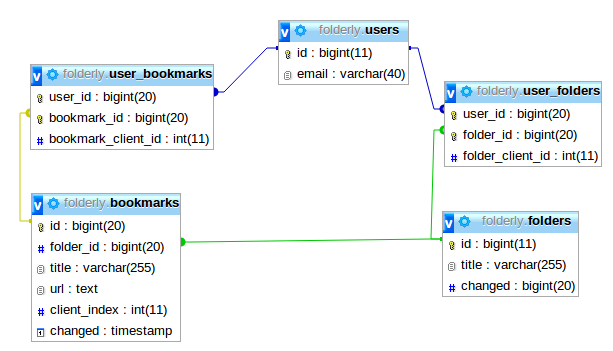 folderly.users
id : bigint(11)
email : varchar(40)
v folderly.user_bookmarks
user_id : bigint(20)
bookmark_id : bigint(20)
# bookmark_client_id : int(11)
v folderly.user_folders
user_id : bigint(20)
folder_id : bigint(20)
# folder_client_id : int(11)
v folderly.bookmarks
id : bigint(20)
# folder_id : bigint(20)
title : varchar(255)
url : text
# client_index : int(11)
changed : timestamp
v folderly.folders
id : bigint(11)
title : varchar(255)
# changed : bigint(20)